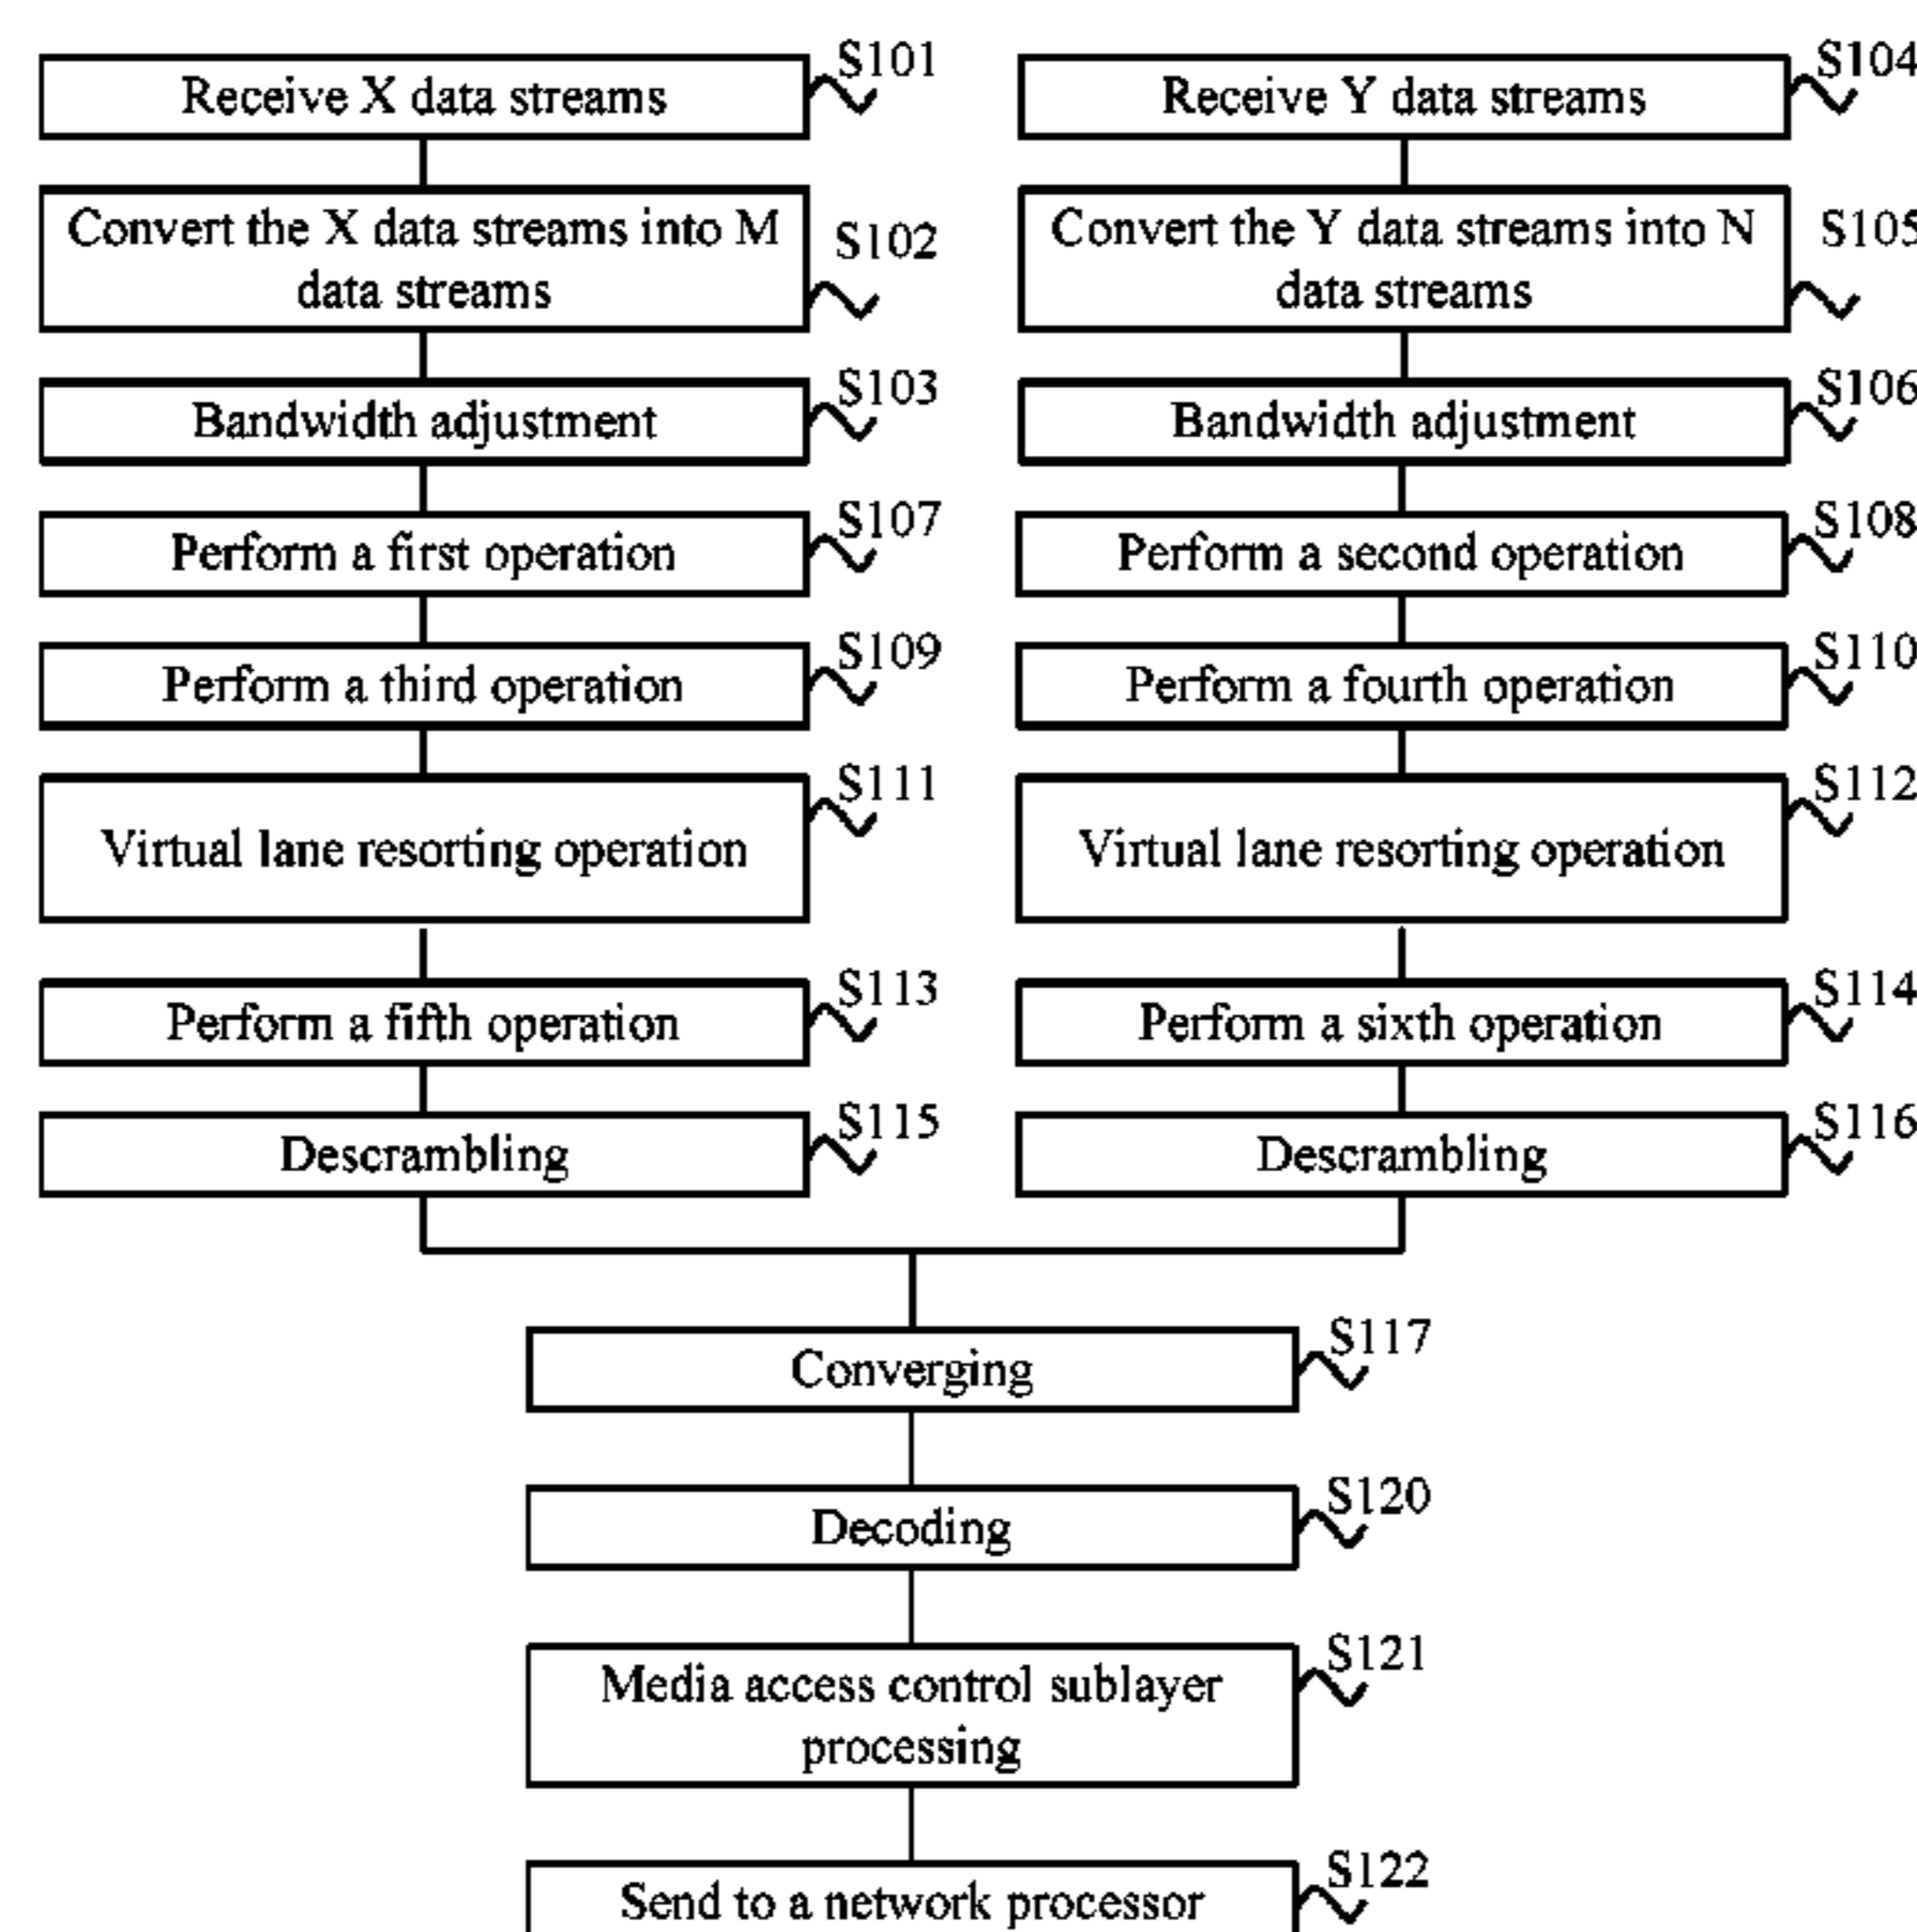 Receive X data streams
S101
Convert the X data streams into M
data streams
S102
Bandwidth adjustment
S103
Perform a first operation
S107
Perform a third operation
S109
Virtual lane resorting operation
S111
Perform a fifth operation
S113
Descrambling
S115
Receive Y data streams
S104
Convert the Y data streams into N
data streams
S105
Bandwidth adjustment
S106
Perform a second operation
S108
Perform a fourth operation
S110
Virtual lane resorting operation
S112
Perform a sixth operation
S114
Descrambling
S116
Converging
S117
Decoding
S120
Media access control sublayer
processing
S121
Send to a network processor
S122